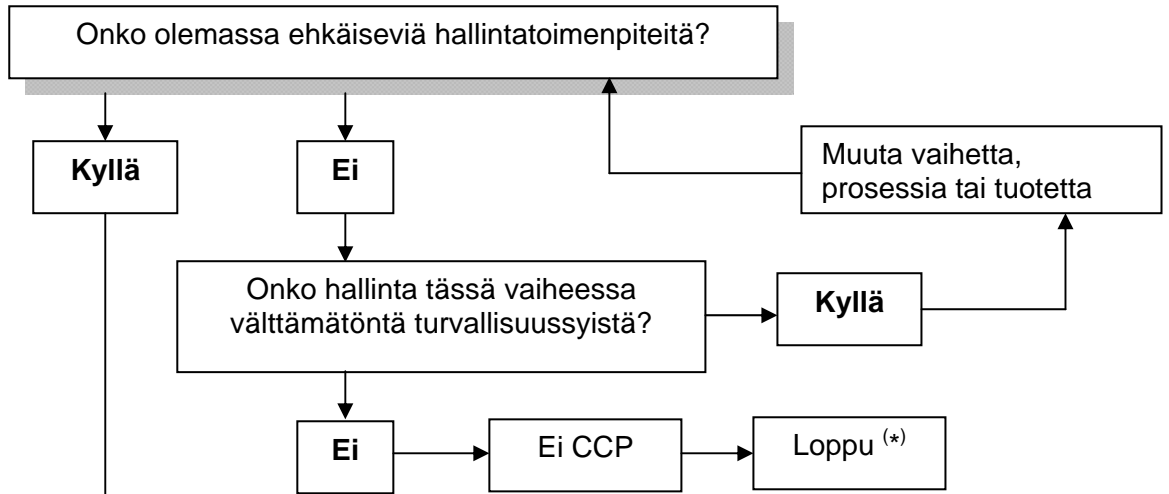 Onko olemassa ehkäiseviä hallintatoimenpiteitä?
Kyllä
Ei
Muuta vaihetta,
prosessia tai tuotetta
Onko hallinta tässä vaiheessa
välttämätöntä turvallisuussyistä?
Kyllä
Ei
Ei CCP
Loppu (*)